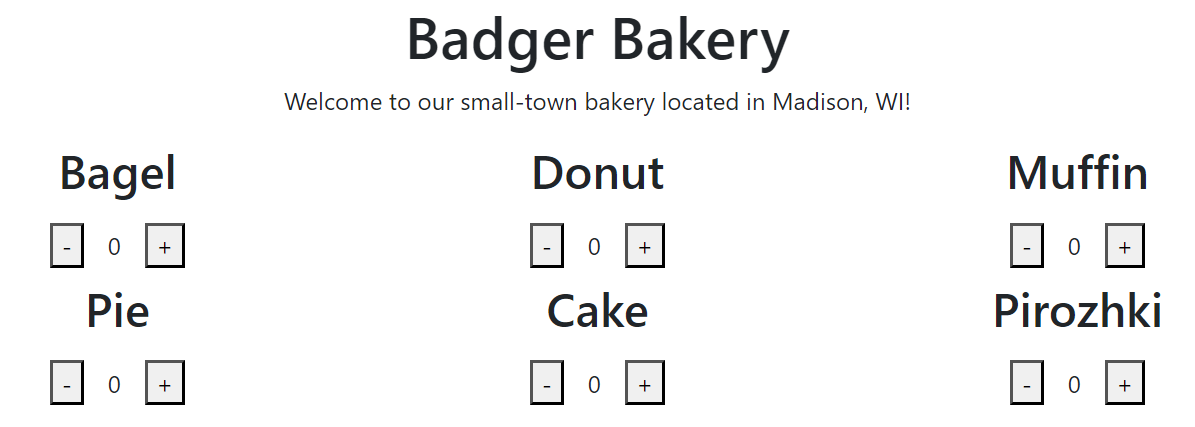 Badger Bakery
Welcome to our small-town bakery located in Madison, WI!
Bagel Donut Muffin
- 0 + - 0 + - 0 +
Pie Cake Pirozhki
- 0 + - 0 + - 0 +